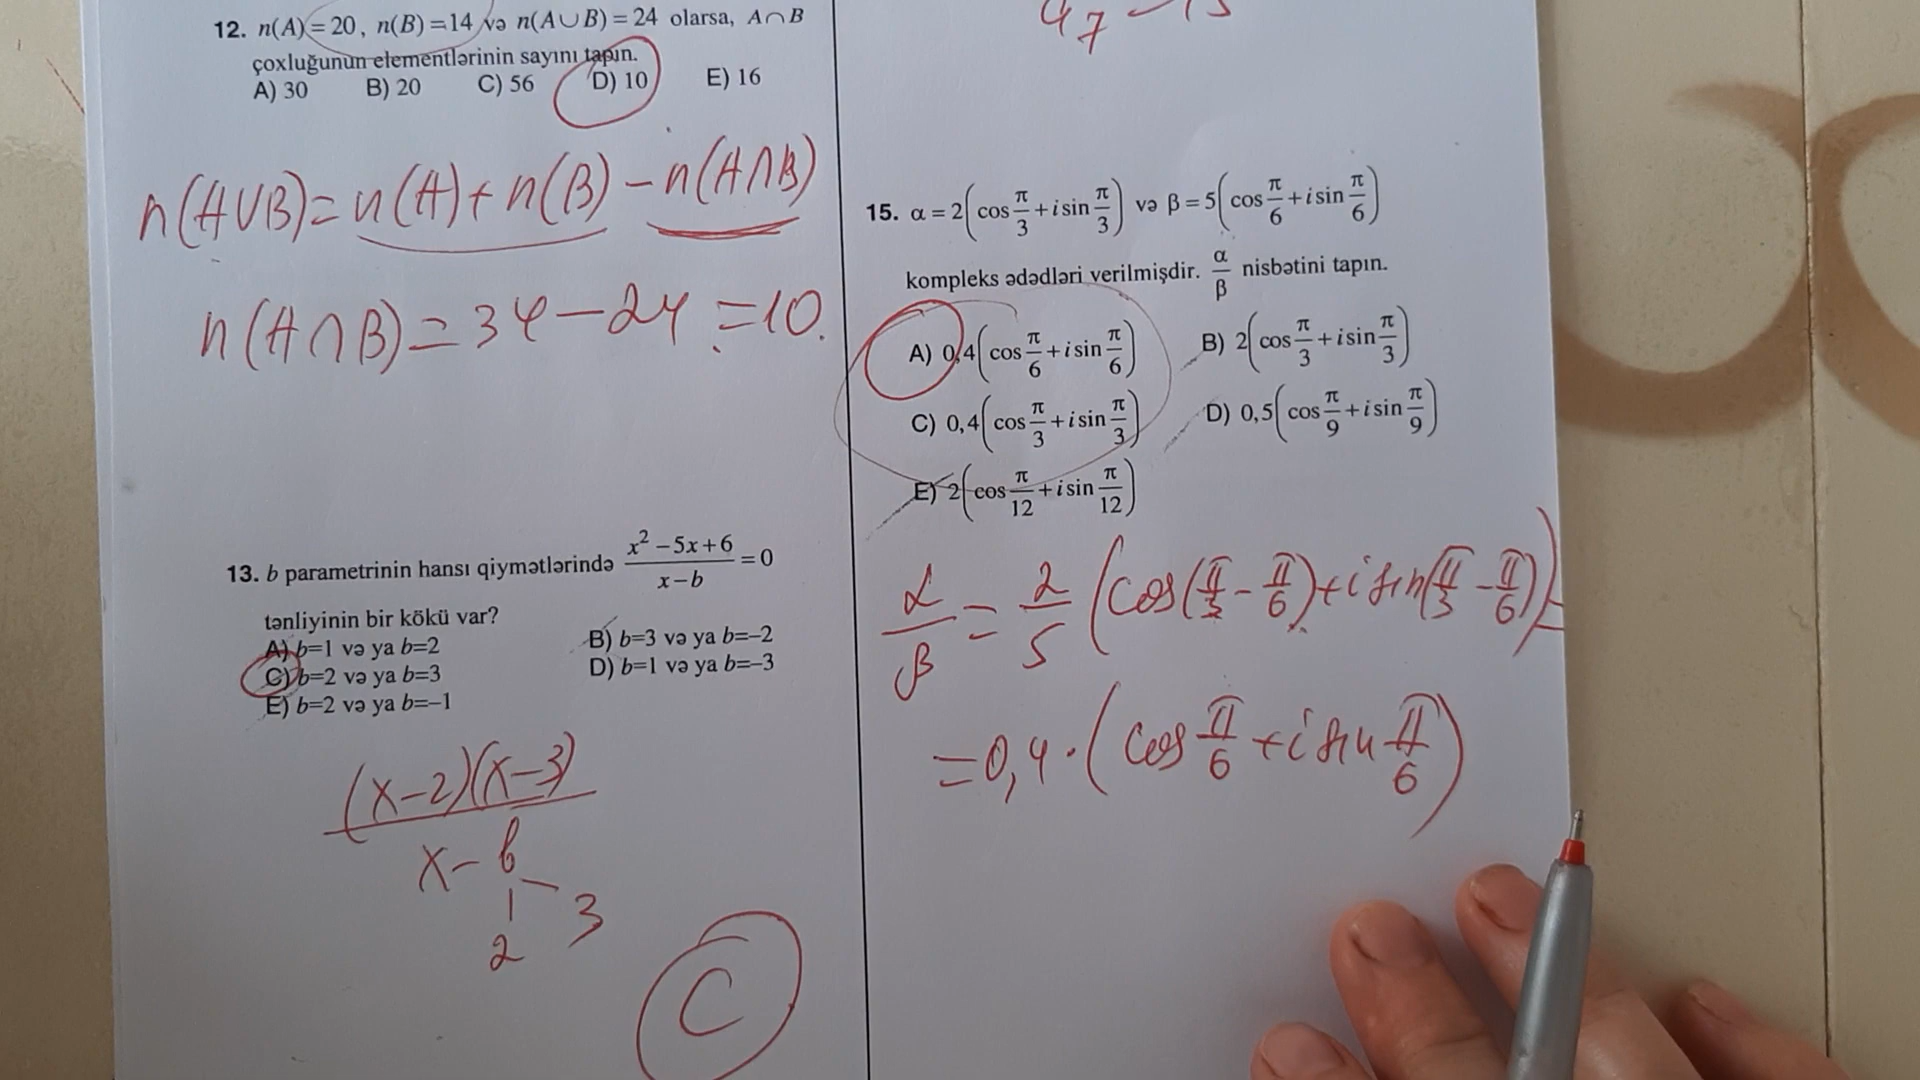 12. n(A)=20, n(B)=14 və n(A∪B)=24 olarsa, A∩B
çoxluğunun elementlərinin sayını tapın.
A) 30 B) 20 C) 56 D) 10 E) 16
n(A∪B)=n(A)+n(B)-n(A∩B)
n(A∩B)=34-24=10.
13. b parametrinin hansı qiymətlərində (x²-5x+6)/(x-b)=0
tənliyinin bir kökü var?
A) b=1 və ya b=2 B) b=3 və ya b=-2
C) b=2 və ya b=3 D) b=1 və ya b=-3
E) b=2 və ya b=-1
(x-2)(x-3)
x-b
2 3
C
15. α=2(cos π/3+i sin π/3) və β=5(cos π/6+i sin π/6)
kompleks ədədləri verilmişdir. α/β nisbətini tapın.
A) 0,4(cos π/6+i sin π/6) B) 2(cos π/3+i sin π/3)
C) 0,4(cos π/3+i sin π/3) D) 0,5(cos π/9+i sin π/9)
E) 2(cos π/12+i sin π/12)
α/β=2/5(cos(π/3-π/6)+i sin(π/3-π/6))=
=0,4·(cos π/6+i sin π/6)